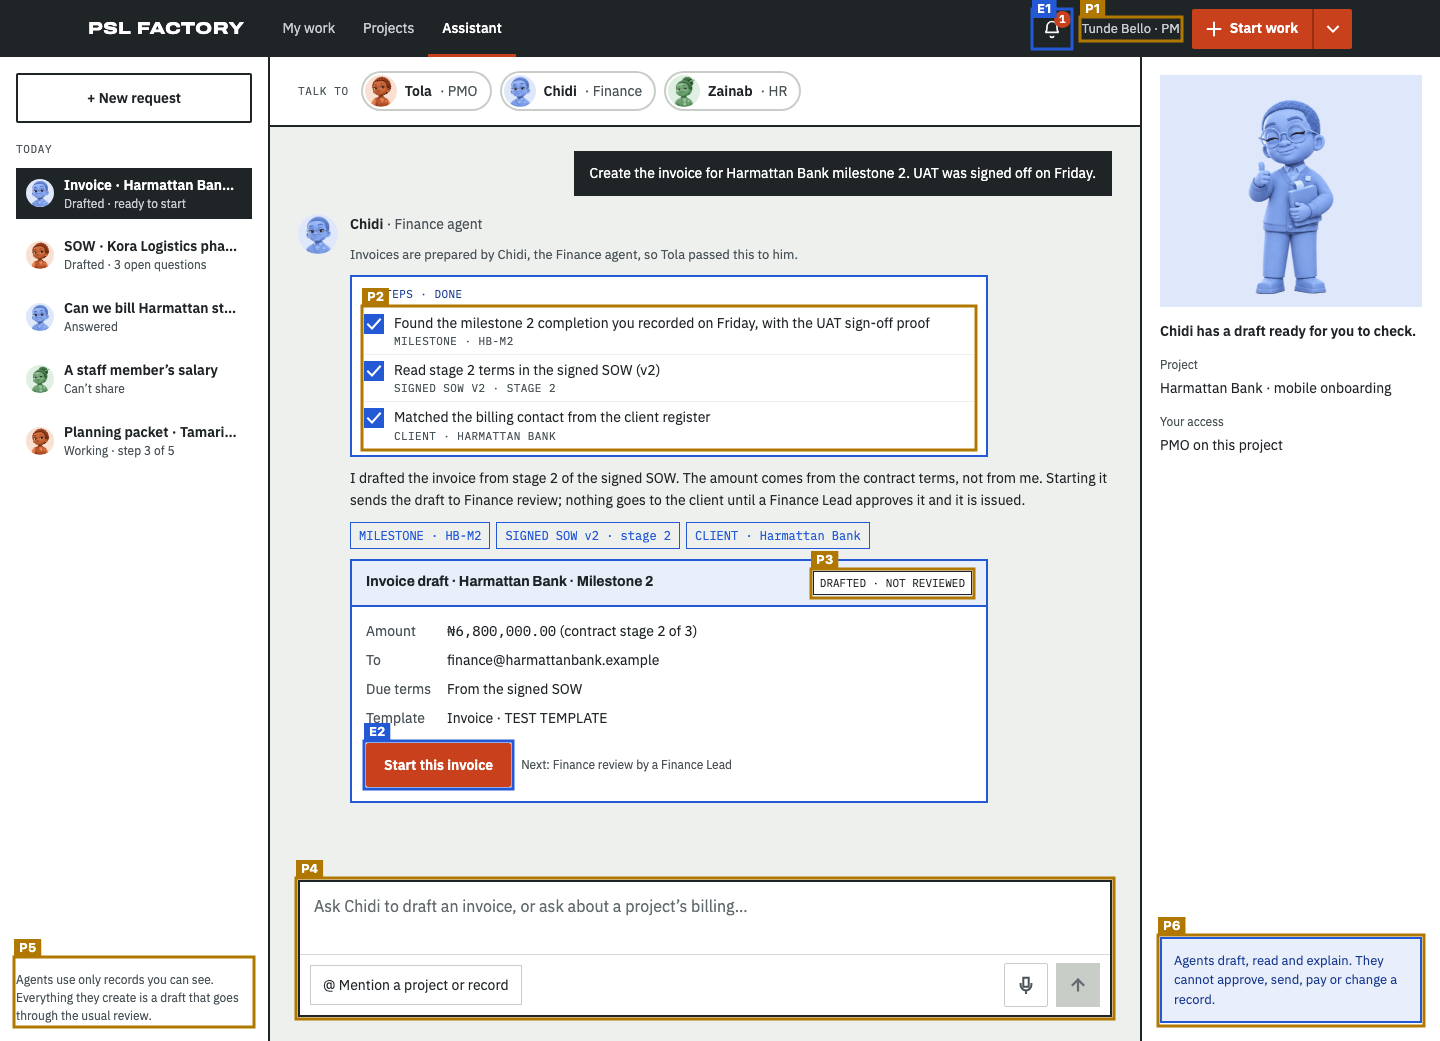 PSL FACTORY
My work
Projects
Assistant
E1
1
P1
Tunde Bello · PM
Start work
+ New request
TODAY
Invoice · Harmattan Ban...
Drafted · ready to start
SOW · Kora Logistics pha...
Drafted · 3 open questions
Can we bill Harmattan st...
Answered
A staff member’s salary
Can’t share
Planning packet · Tamari...
Working · step 3 of 5
P5
Agents use only records you can see.
Everything they create is a draft that goes
through the usual review.
TALK TO
Tola · PMO
Chidi · Finance
Zainab · HR
Create the invoice for Harmattan Bank milestone 2. UAT was signed off on Friday.
Chidi · Finance agent
Invoices are prepared by Chidi, the Finance agent, so Tola passed this to him.
P2
EPS · DONE
Found the milestone 2 completion you recorded on Friday, with the UAT sign-off proof
MILESTONE · HB-M2
Read stage 2 terms in the signed SOW (v2)
SIGNED SOW V2 · STAGE 2
Matched the billing contact from the client register
CLIENT · HARMATTAN BANK
I drafted the invoice from stage 2 of the signed SOW. The amount comes from the contract terms, not from me. Starting it
sends the draft to Finance review; nothing goes to the client until a Finance Lead approves it and it is issued.
MILESTONE · HB-M2
SIGNED SOW v2 · stage 2
CLIENT · Harmattan Bank
P3
Invoice draft · Harmattan Bank · Milestone 2
DRAFTED · NOT REVIEWED
Amount ₦6,800,000.00 (contract stage 2 of 3)
To finance@harmattanbank.example
Due terms From the signed SOW
Template Invoice · TEST TEMPLATE
E2
Start this invoice
Next: Finance review by a Finance Lead
P4
Ask Chidi to draft an invoice, or ask about a project’s billing...
@ Mention a project or record
Chidi has a draft ready for you to check.
Project
Harmattan Bank · mobile onboarding
Your access
PMO on this project
P6
Agents draft, read and explain. They
cannot approve, send, pay or change a
record.